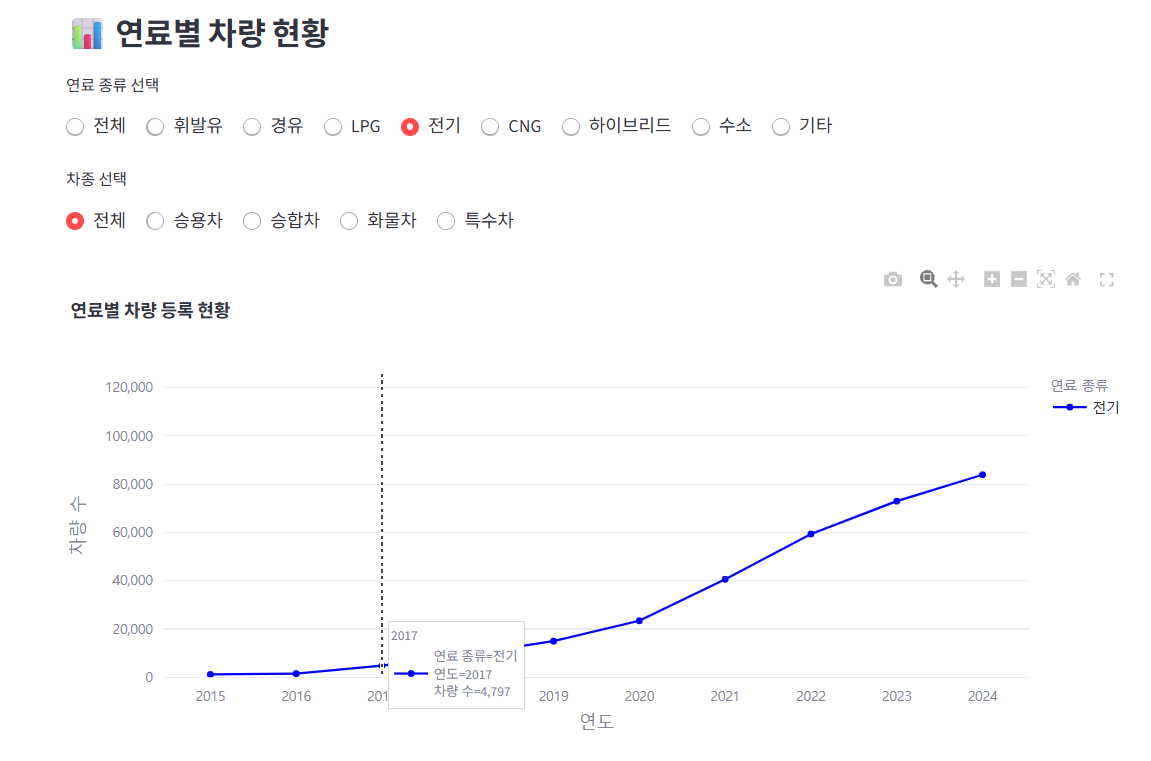 연료별 차량 현황
연료 종류 선택
전체 휘발유 경유 LPG 전기 CNG 하이브리드 수소 기타
차종 선택
전체 승용차 승합차 화물차 특수차
연료별 차량 등록 현황
연료 종류
전기
120,000
100,000
80,000
60,000
40,000
20,000
0
차량 수
2017
연료 종류=전기
연도=2017
차량 수=4,797
2015 2016 201 2019 2020 2021 2022 2023 2024
연도